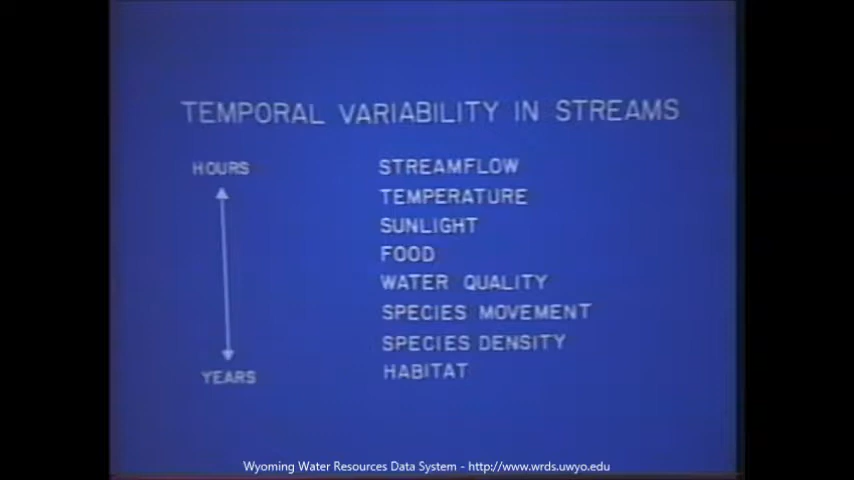 TEMPORAL VARIABILITY IN STREAMS
HOURS
STREAMFLOW
TEMPERATURE
SUNLIGHT
FOOD
WATER QUALITY
SPECIES MOVEMENT
SPECIES DENSITY
HABITAT
YEARS
Wyoming Water Resources Data System - http://www.wrds.uwyo.edu